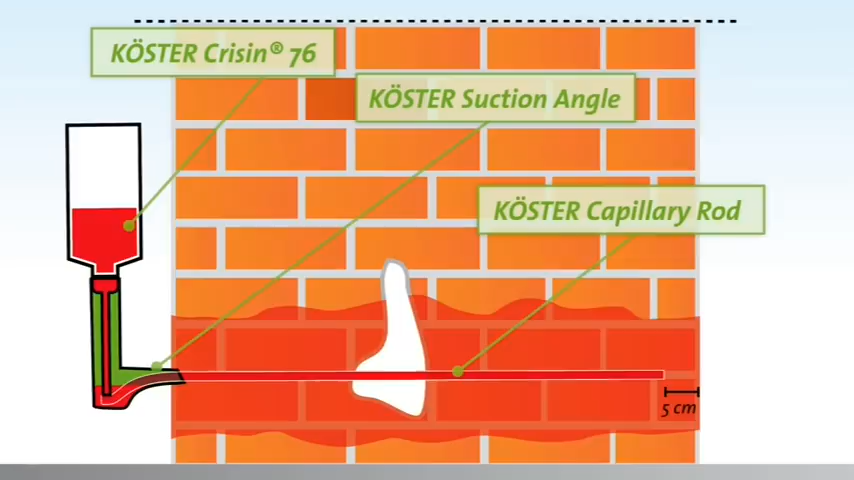 KÖSTER Crisin® 76
KÖSTER Suction Angle
KÖSTER Capillary Rod
5 cm